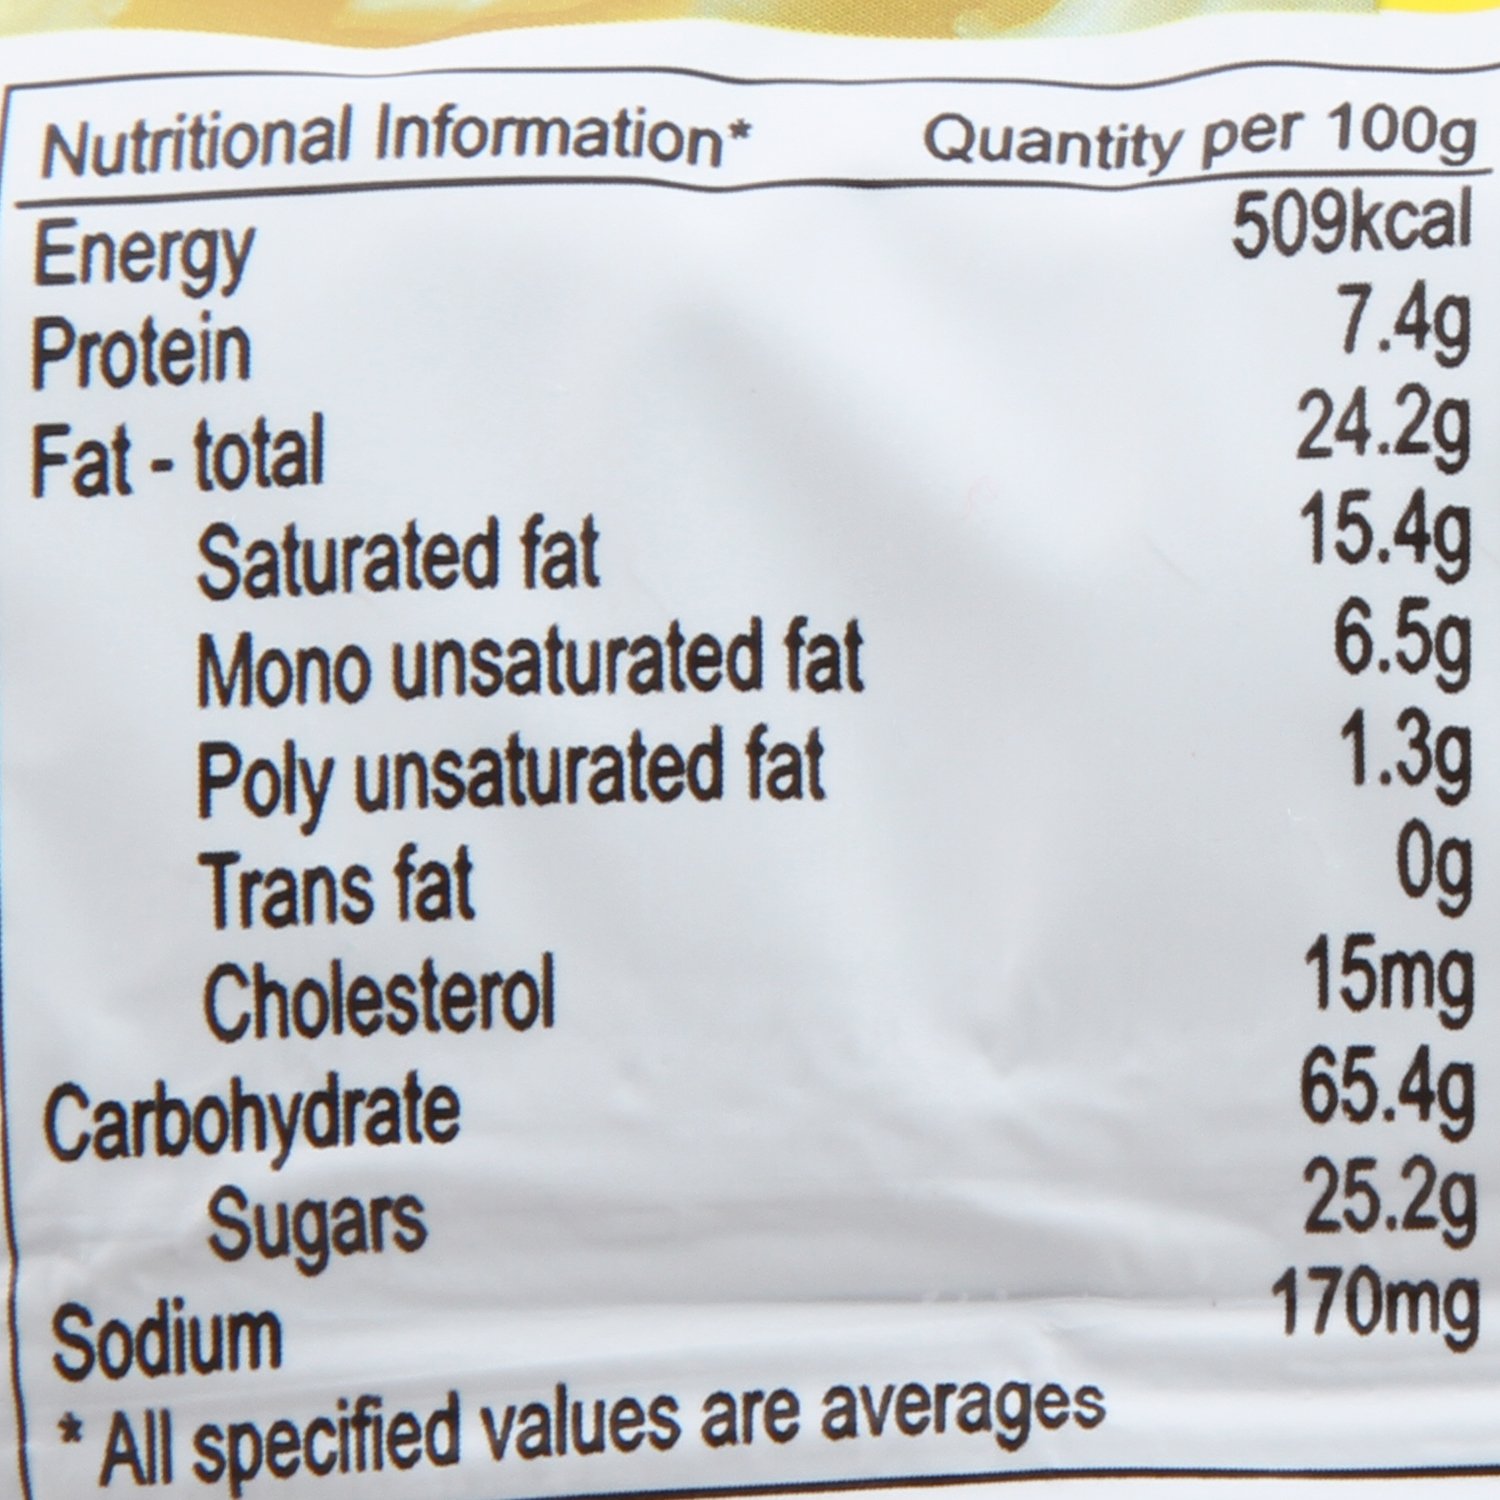 Nutritional Information* Quantity per 100g
Energy 509kcal
Protein 7.4g
Fat - total 24.2g
Saturated fat 15.4g
Mono unsaturated fat 6.5g
Poly unsaturated fat 1.3g
Trans fat 0g
Cholesterol 15mg
Carbohydrate 65.4g
Sugars 25.2g
Sodium 170mg
* All specified values are averages